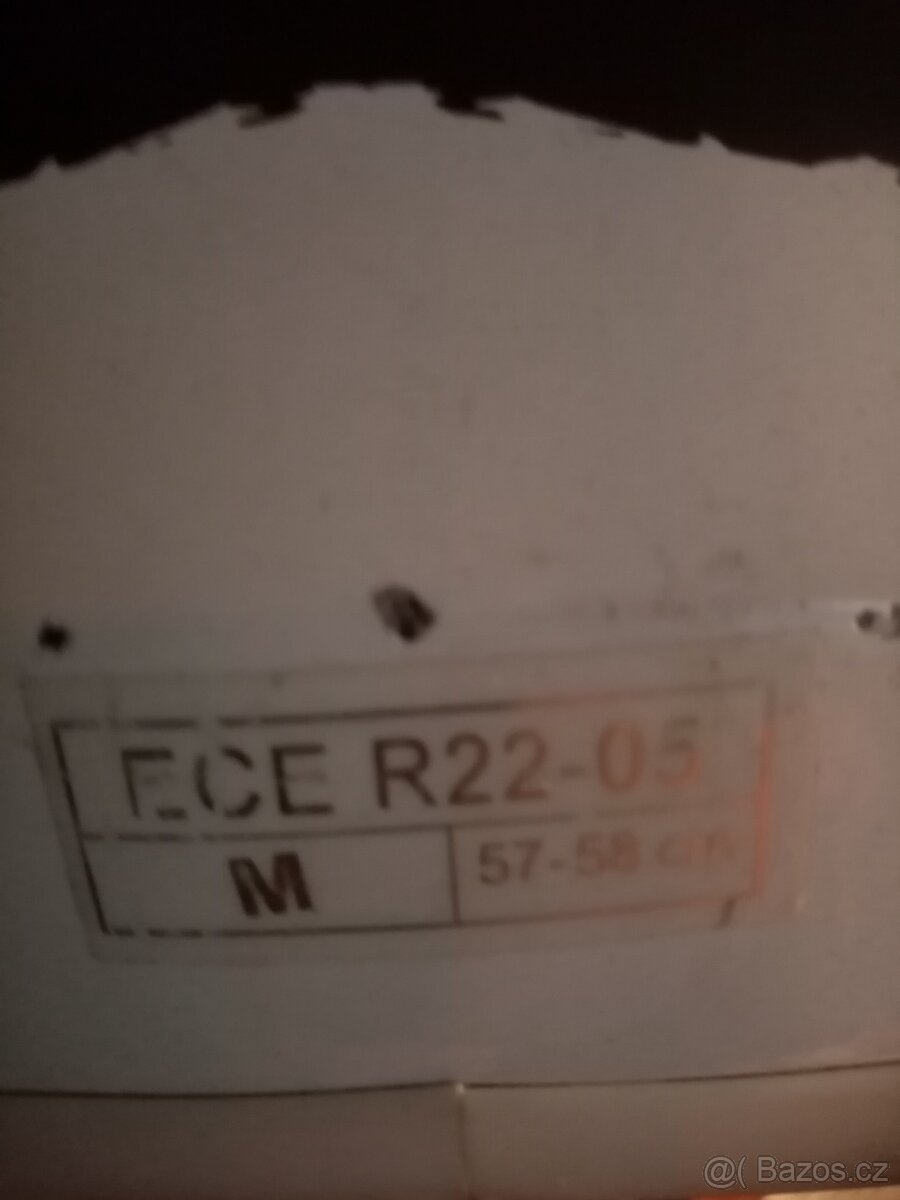 ECE R22-05
M
57-58 cm
@( Bazos.cz